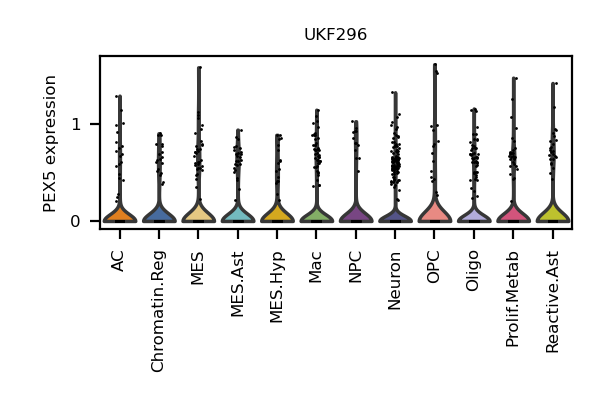 UKF296
PEX5 expression
1
0
AC
Chromatin.Reg
MES
MES.Ast
MES.Hyp
Mac
NPC
Neuron
OPC
Oligo
Prolif.Metab
Reactive.Ast